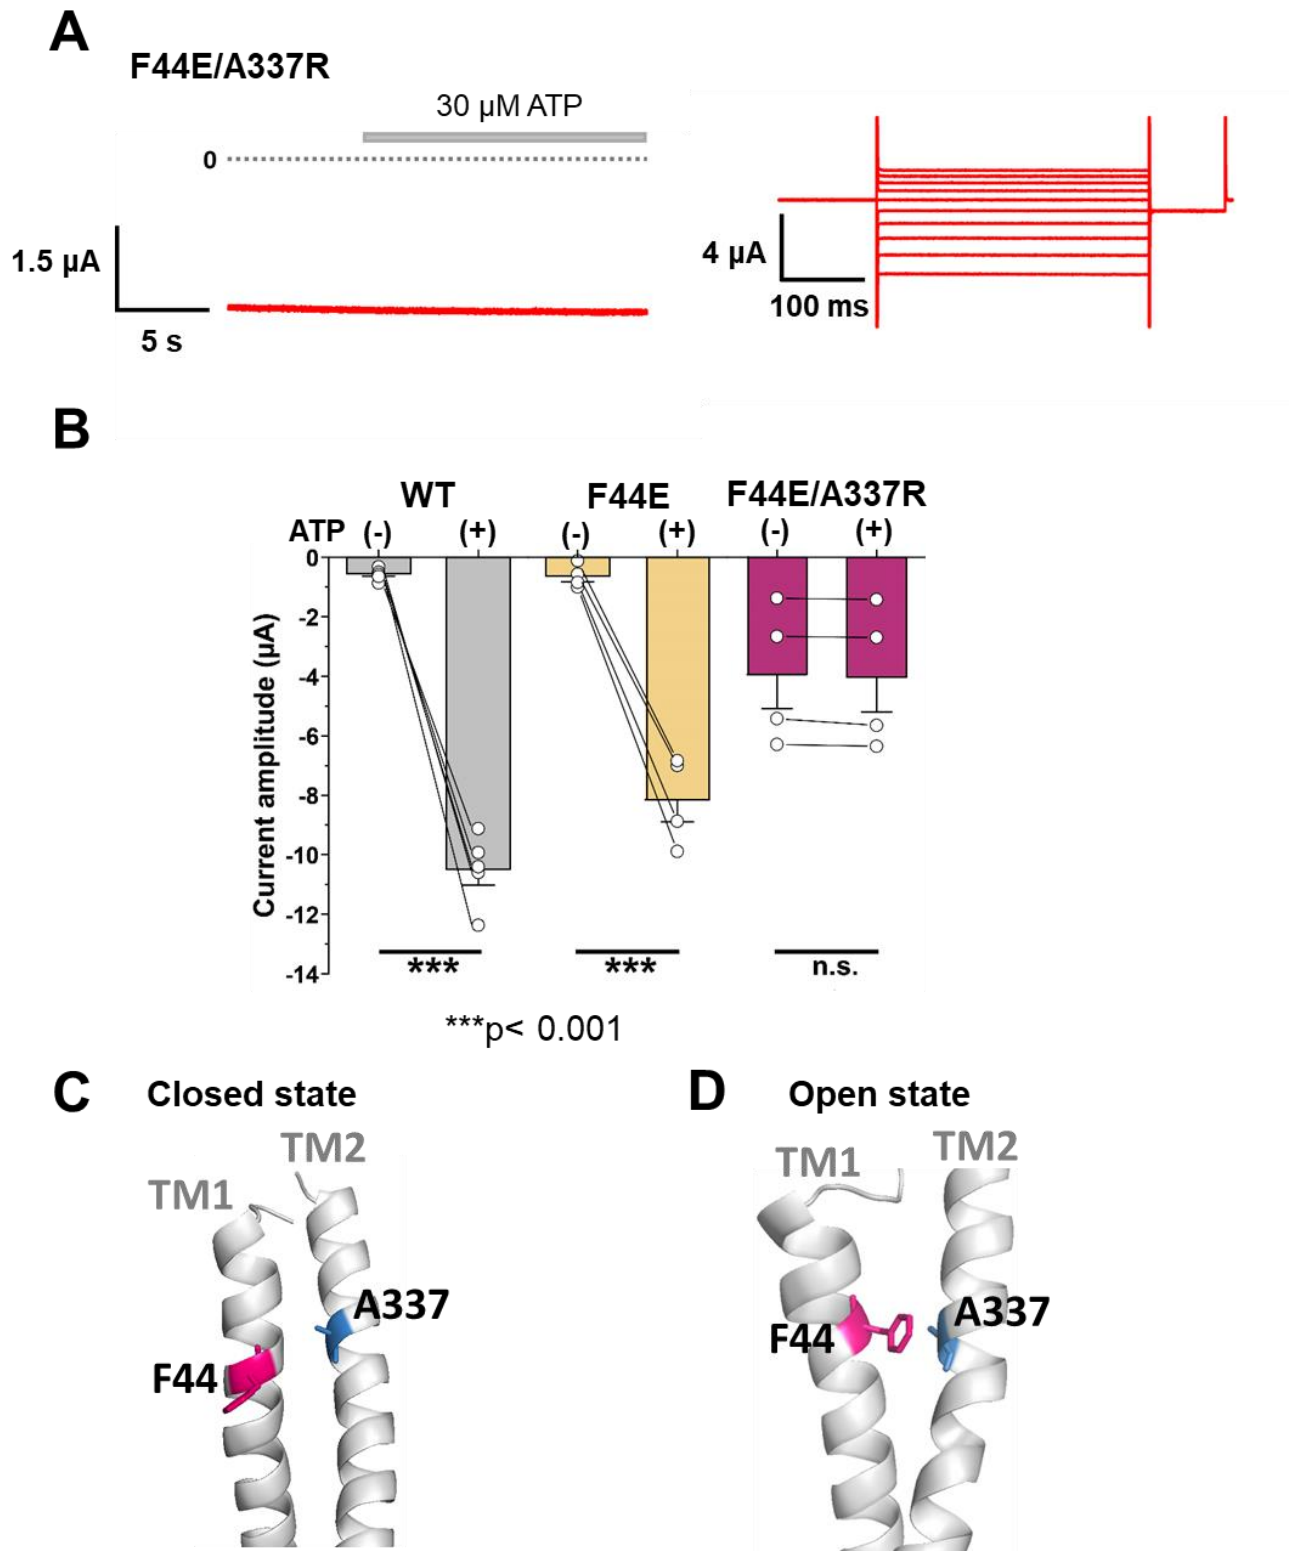 A
F44E/A337R
30 µM ATP
0
1.5 µA
5 s
4 µA
100 ms
B
WT F44E F44E/A337R
ATP (-) (+) (-) (+) (-) (+)
0
-2
-4
-6
-8
-10
-12
-14
Current amplitude (µA)
*** *** n.s.
***p< 0.001
C Closed state
TM2
TM1
A337
F44
D Open state
TM1 TM2
F44 A337